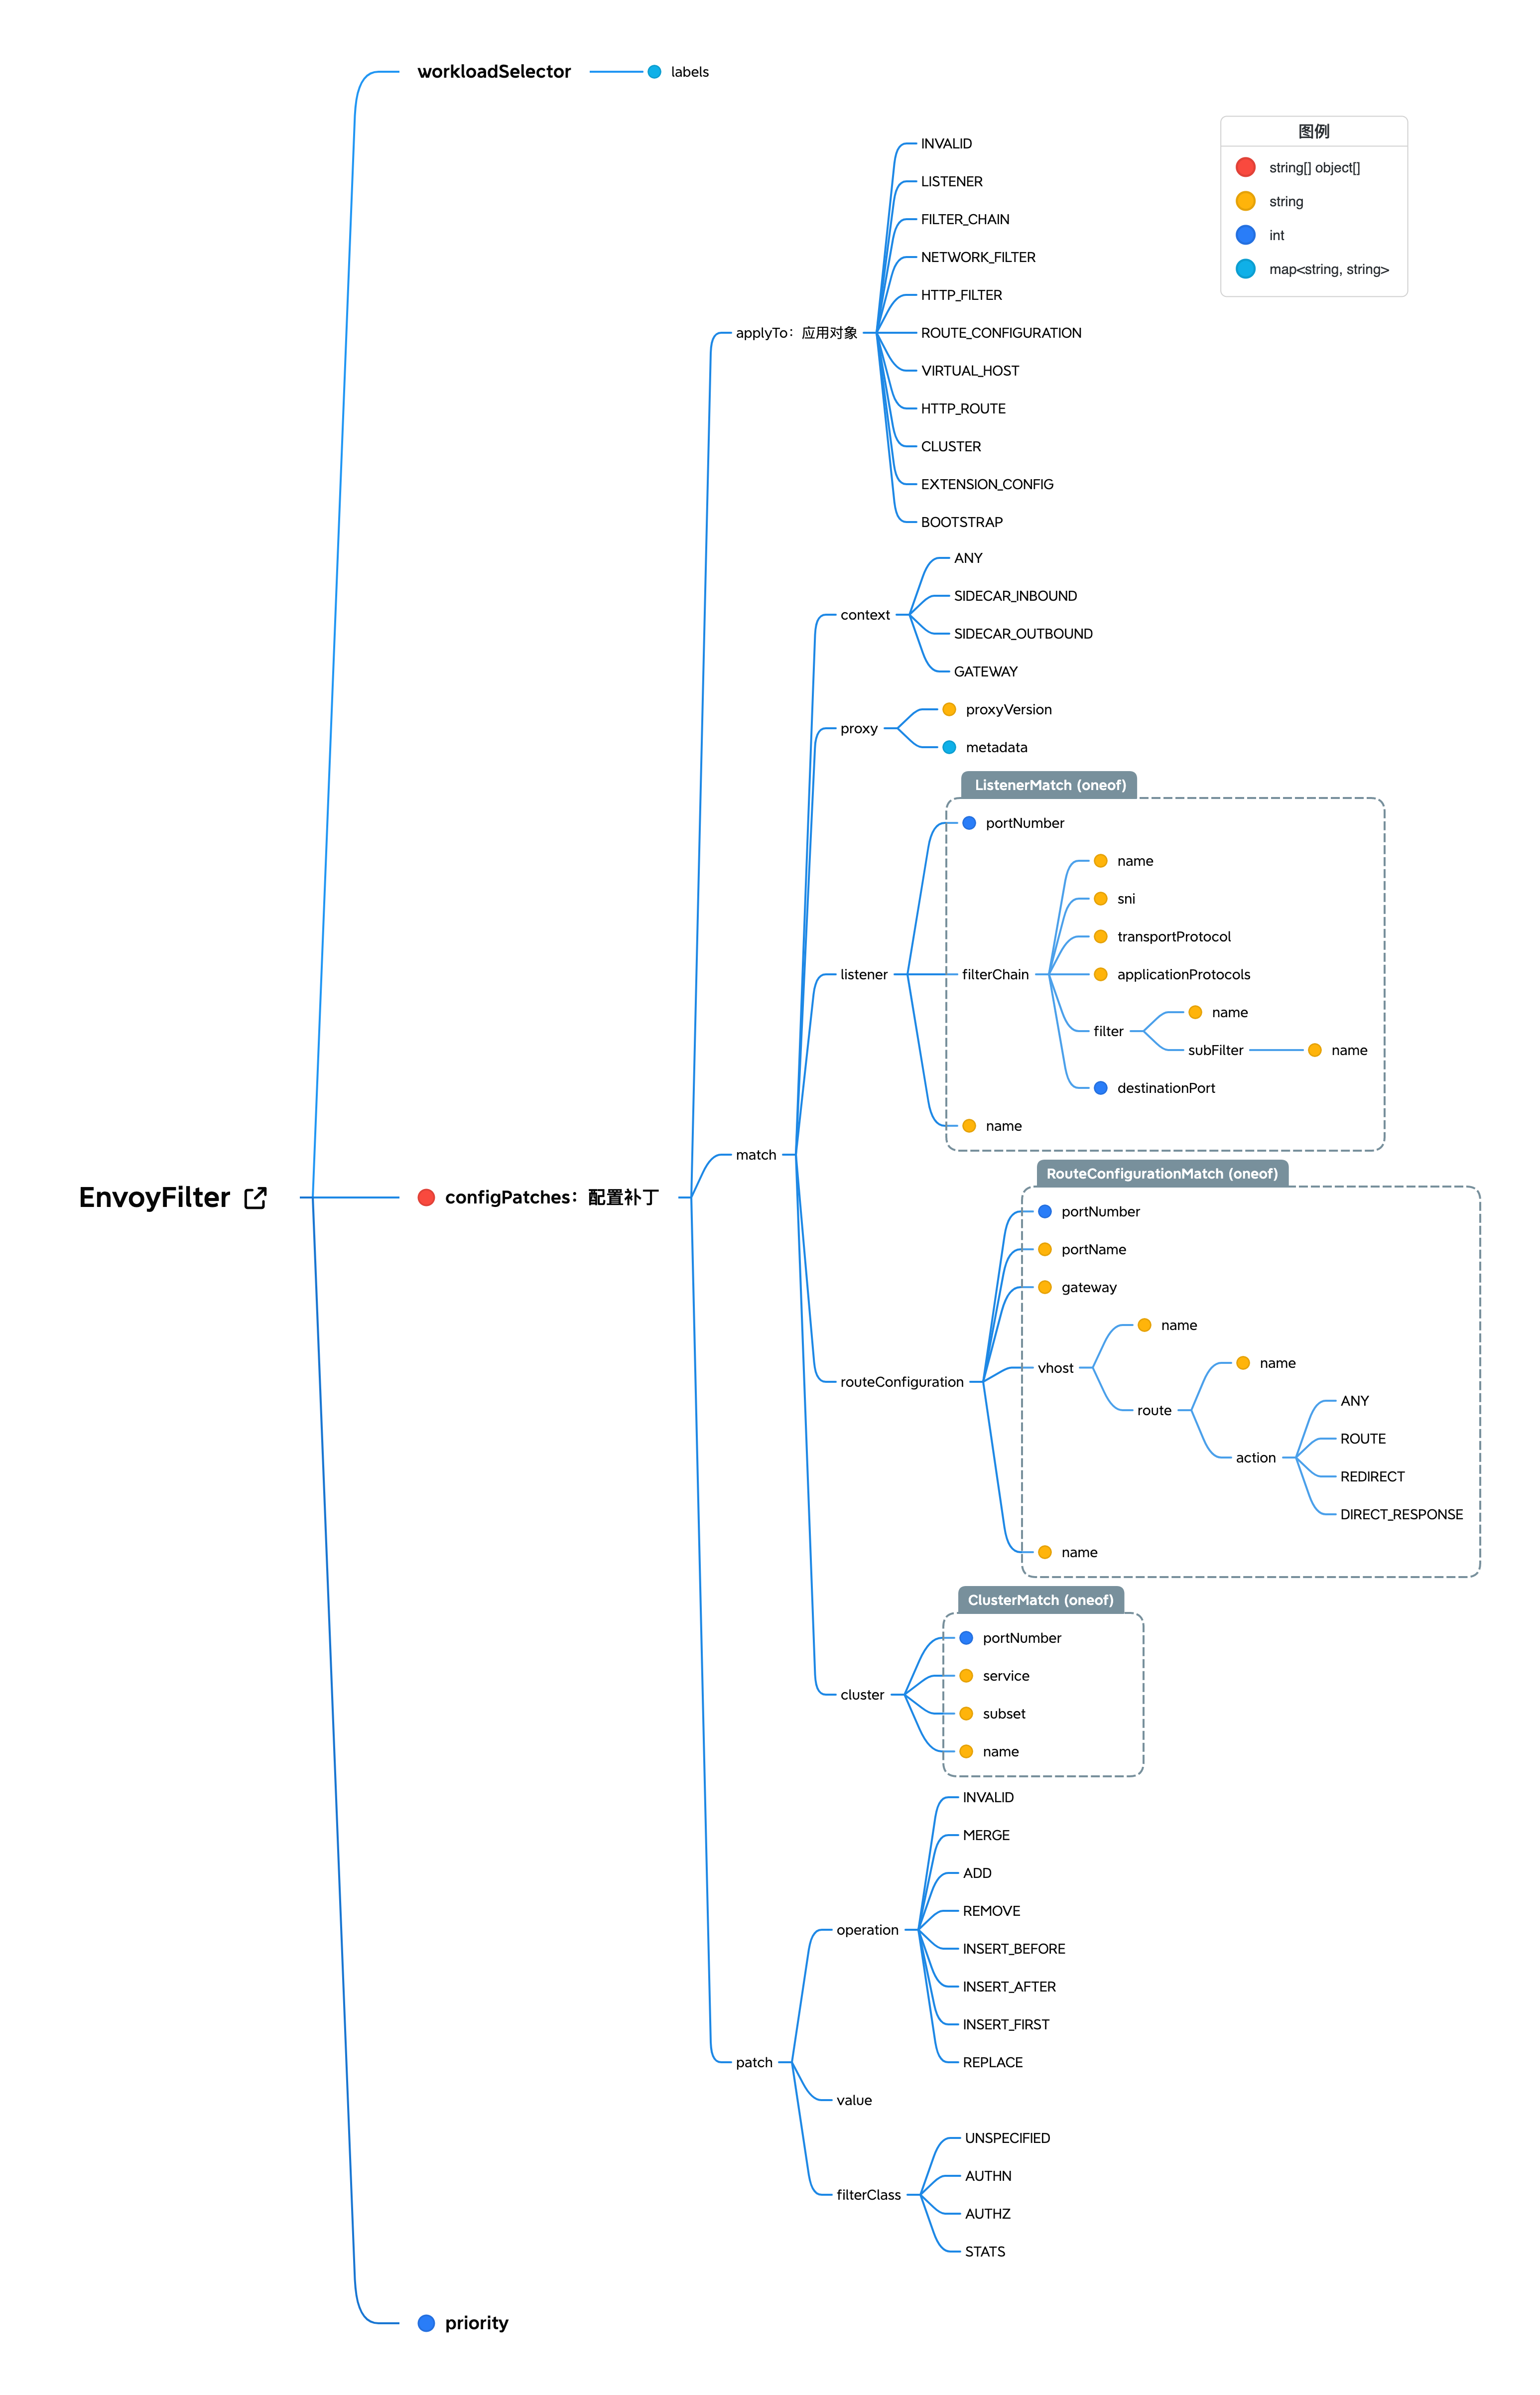 workloadSelector
labels
图例
string[] object[]
string
int
map<string, string>
INVALID
LISTENER
FILTER_CHAIN
NETWORK_FILTER
HTTP_FILTER
applyTo：应用对象
ROUTE_CONFIGURATION
VIRTUAL_HOST
HTTP_ROUTE
CLUSTER
EXTENSION_CONFIG
BOOTSTRAP
ANY
SIDECAR_INBOUND
context
SIDECAR_OUTBOUND
GATEWAY
proxyVersion
proxy
metadata
ListenerMatch (oneof)
portNumber
name
sni
transportProtocol
listener
filterChain
applicationProtocols
name
filter
subFilter
name
destinationPort
name
match
RouteConfigurationMatch (oneof)
EnvoyFilter
configPatches：配置补丁
portNumber
portName
gateway
name
vhost
name
routeConfiguration
route
ANY
ROUTE
action
REDIRECT
DIRECT_RESPONSE
name
ClusterMatch (oneof)
portNumber
service
cluster
subset
name
INVALID
MERGE
ADD
REMOVE
operation
INSERT_BEFORE
INSERT_AFTER
INSERT_FIRST
REPLACE
patch
value
UNSPECIFIED
AUTHN
filterClass
AUTHZ
STATS
priority